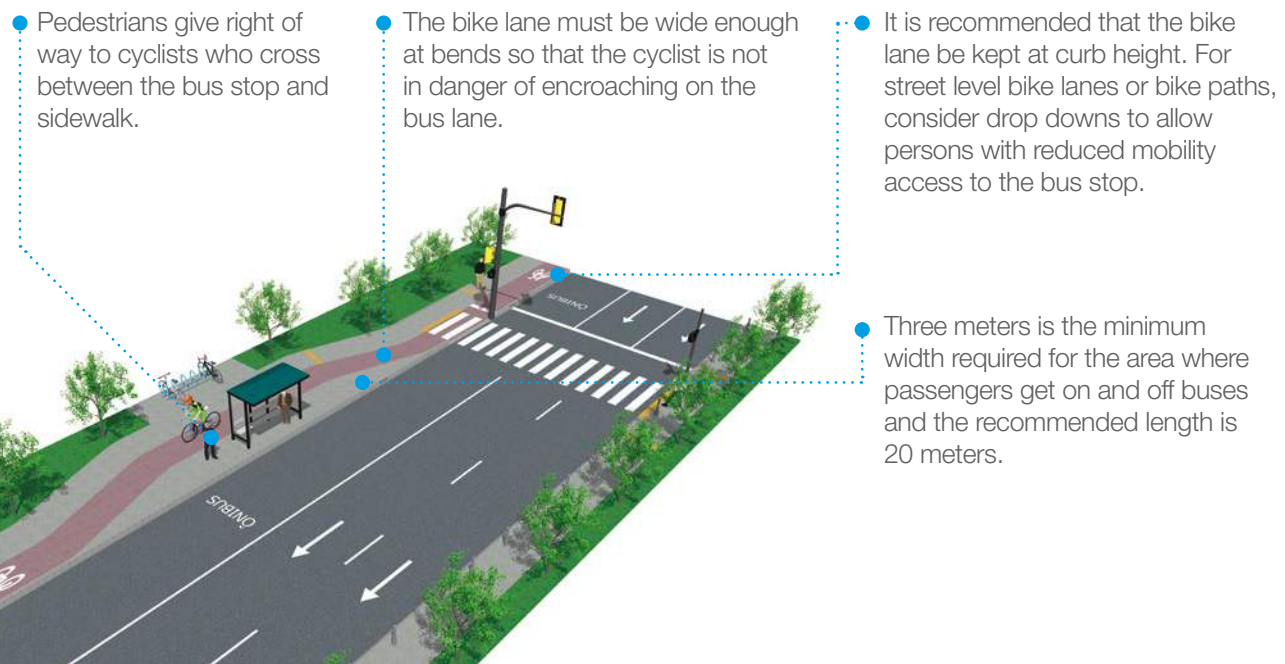 Pedestrians give right of
way to cyclists who cross
between the bus stop and
sidewalk.
The bike lane must be wide enough
at bends so that the cyclist is not
in danger of encroaching on the
bus lane.
It is recommended that the bike
lane be kept at curb height. For
street level bike lanes or bike paths,
consider drop downs to allow
persons with reduced mobility
access to the bus stop.
Three meters is the minimum
width required for the area where
passengers get on and off buses
and the recommended length is
20 meters.
ÔNIBUS
ÔNIBUS